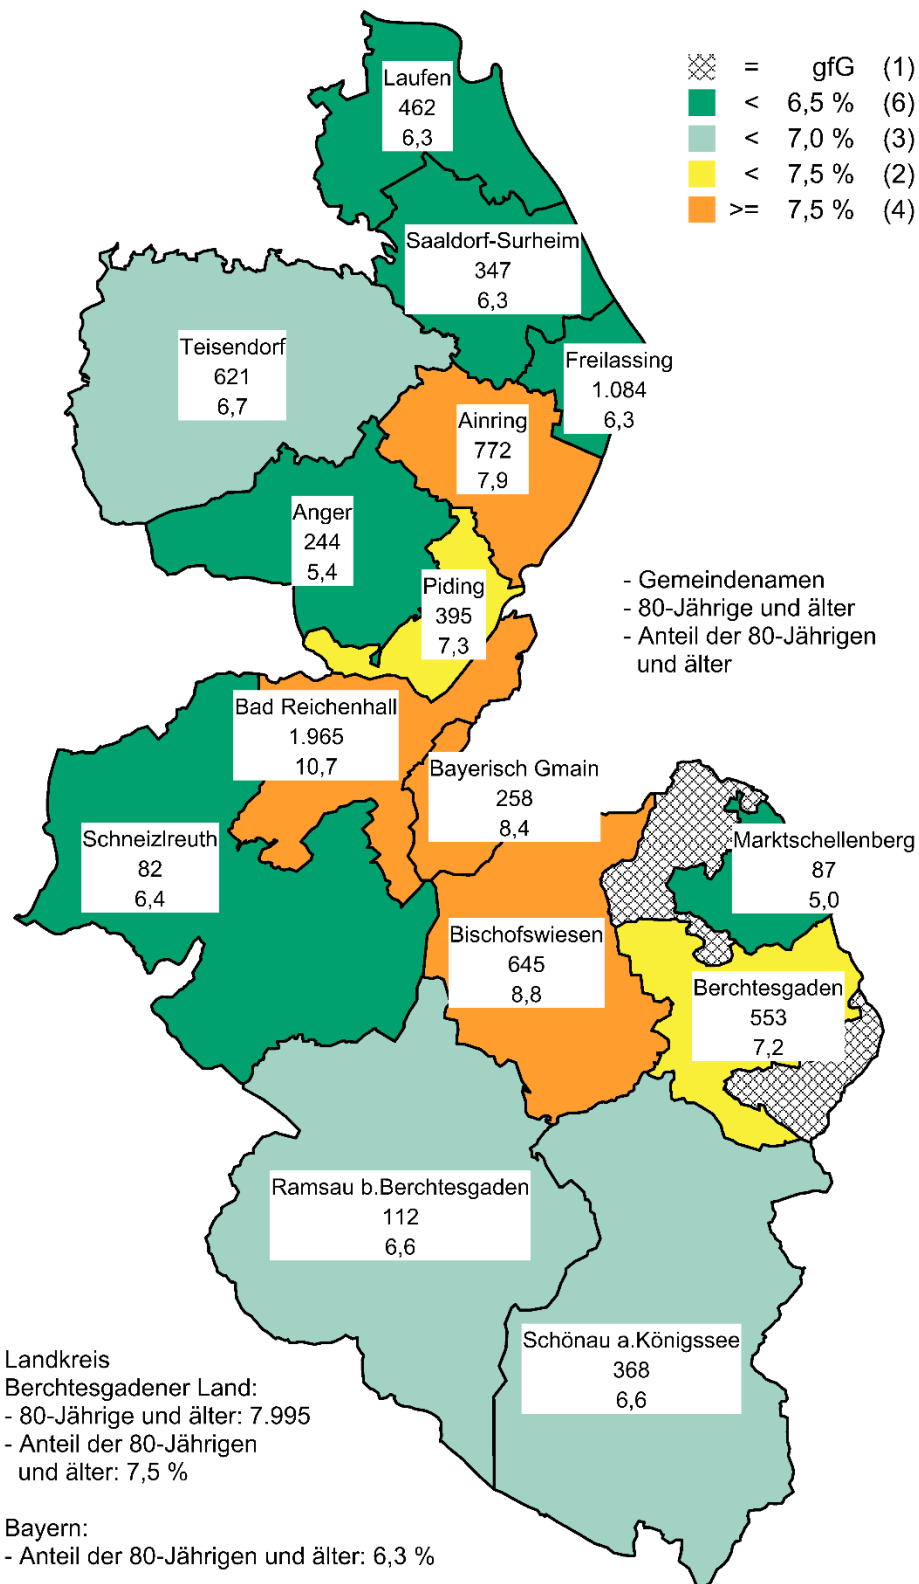 Laufen
462
6,3
= gfG (1)
< 6,5 % (6)
< 7,0 % (3)
< 7,5 % (2)
>= 7,5 % (4)
Saaldorf-Surheim
347
6,3
Teisendorf
621
6,7
Freilassing
1.084
6,3
Ainring
772
7,9
Anger
244
5,4
Piding
395
7,3
- Gemeindenamen
- 80-Jährige und älter
- Anteil der 80-Jährigen
und älter
Bad Reichenhall
1.965
10,7
Bayerisch Gmain
258
8,4
Schneizlreuth
82
6,4
Marktschellenberg
87
5,0
Bischofswiesen
645
8,8
Berchtesgaden
553
7,2
Ramsau b.Berchtesgaden
112
6,6
Schönau a.Königssee
368
6,6
Landkreis
Berchtesgadener Land:
- 80-Jährige und älter: 7.995
- Anteil der 80-Jährigen
und älter: 7,5 %
Bayern:
- Anteil der 80-Jährigen und älter: 6,3 %